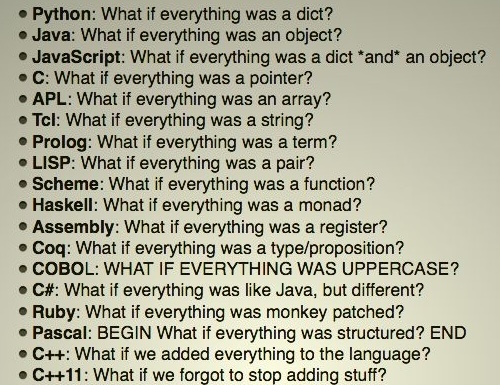 • Python: What if everything was a dict?
• Java: What if everything was an object?
• JavaScript: What if everything was a dict *and* an object?
• C: What if everything was a pointer?
• APL: What if everything was an array?
• Tcl: What if everything was a string?
• Prolog: What if everything was a term?
• LISP: What if everything was a pair?
• Scheme: What if everything was a function?
• Haskell: What if everything was a monad?
• Assembly: What if everything was a register?
• Coq: What if everything was a type/proposition?
• COBOL: WHAT IF EVERYTHING WAS UPPERCASE?
• C#: What if everything was like Java, but different?
• Ruby: What if everything was monkey patched?
• Pascal: BEGIN What if everything was structured? END
• C++: What if we added everything to the language?
• C++11: What if we forgot to stop adding stuff?